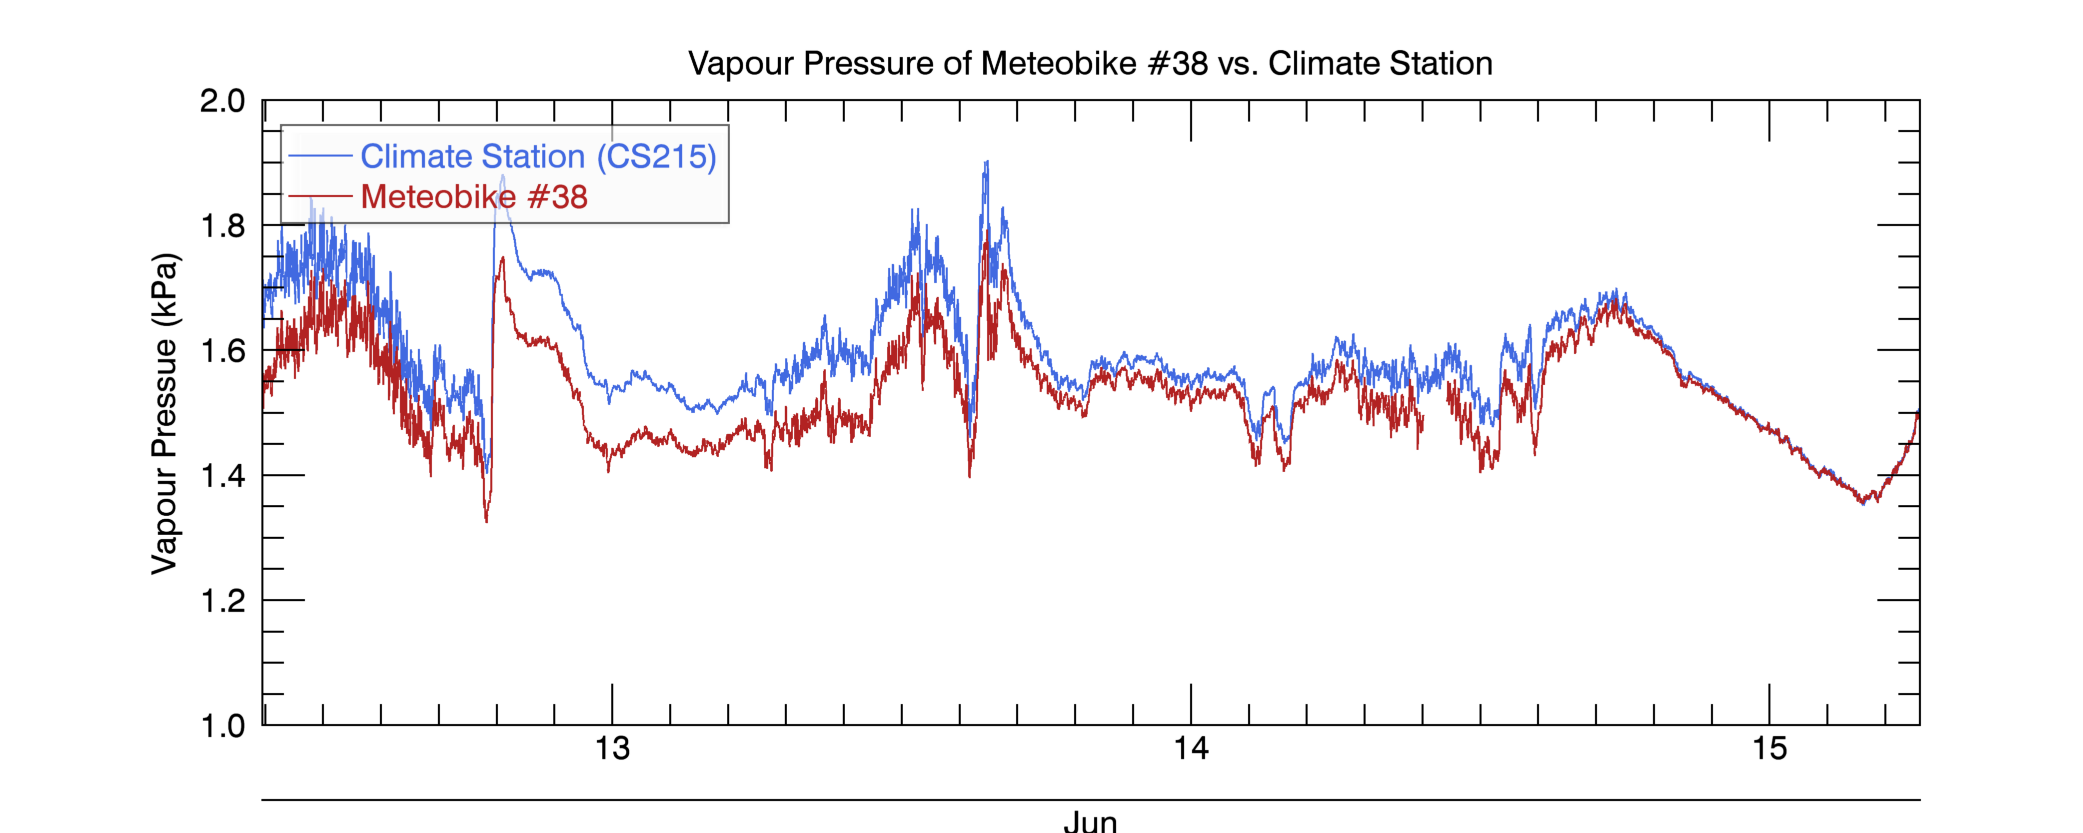 Vapour Pressure of Meteobike #38 vs. Climate Station
2.0
Climate Station (CS215)
Meteobike #38
1.8
1.6
1.4
1.2
1.0
Vapour Pressue (kPa)
13 14 15
Jun